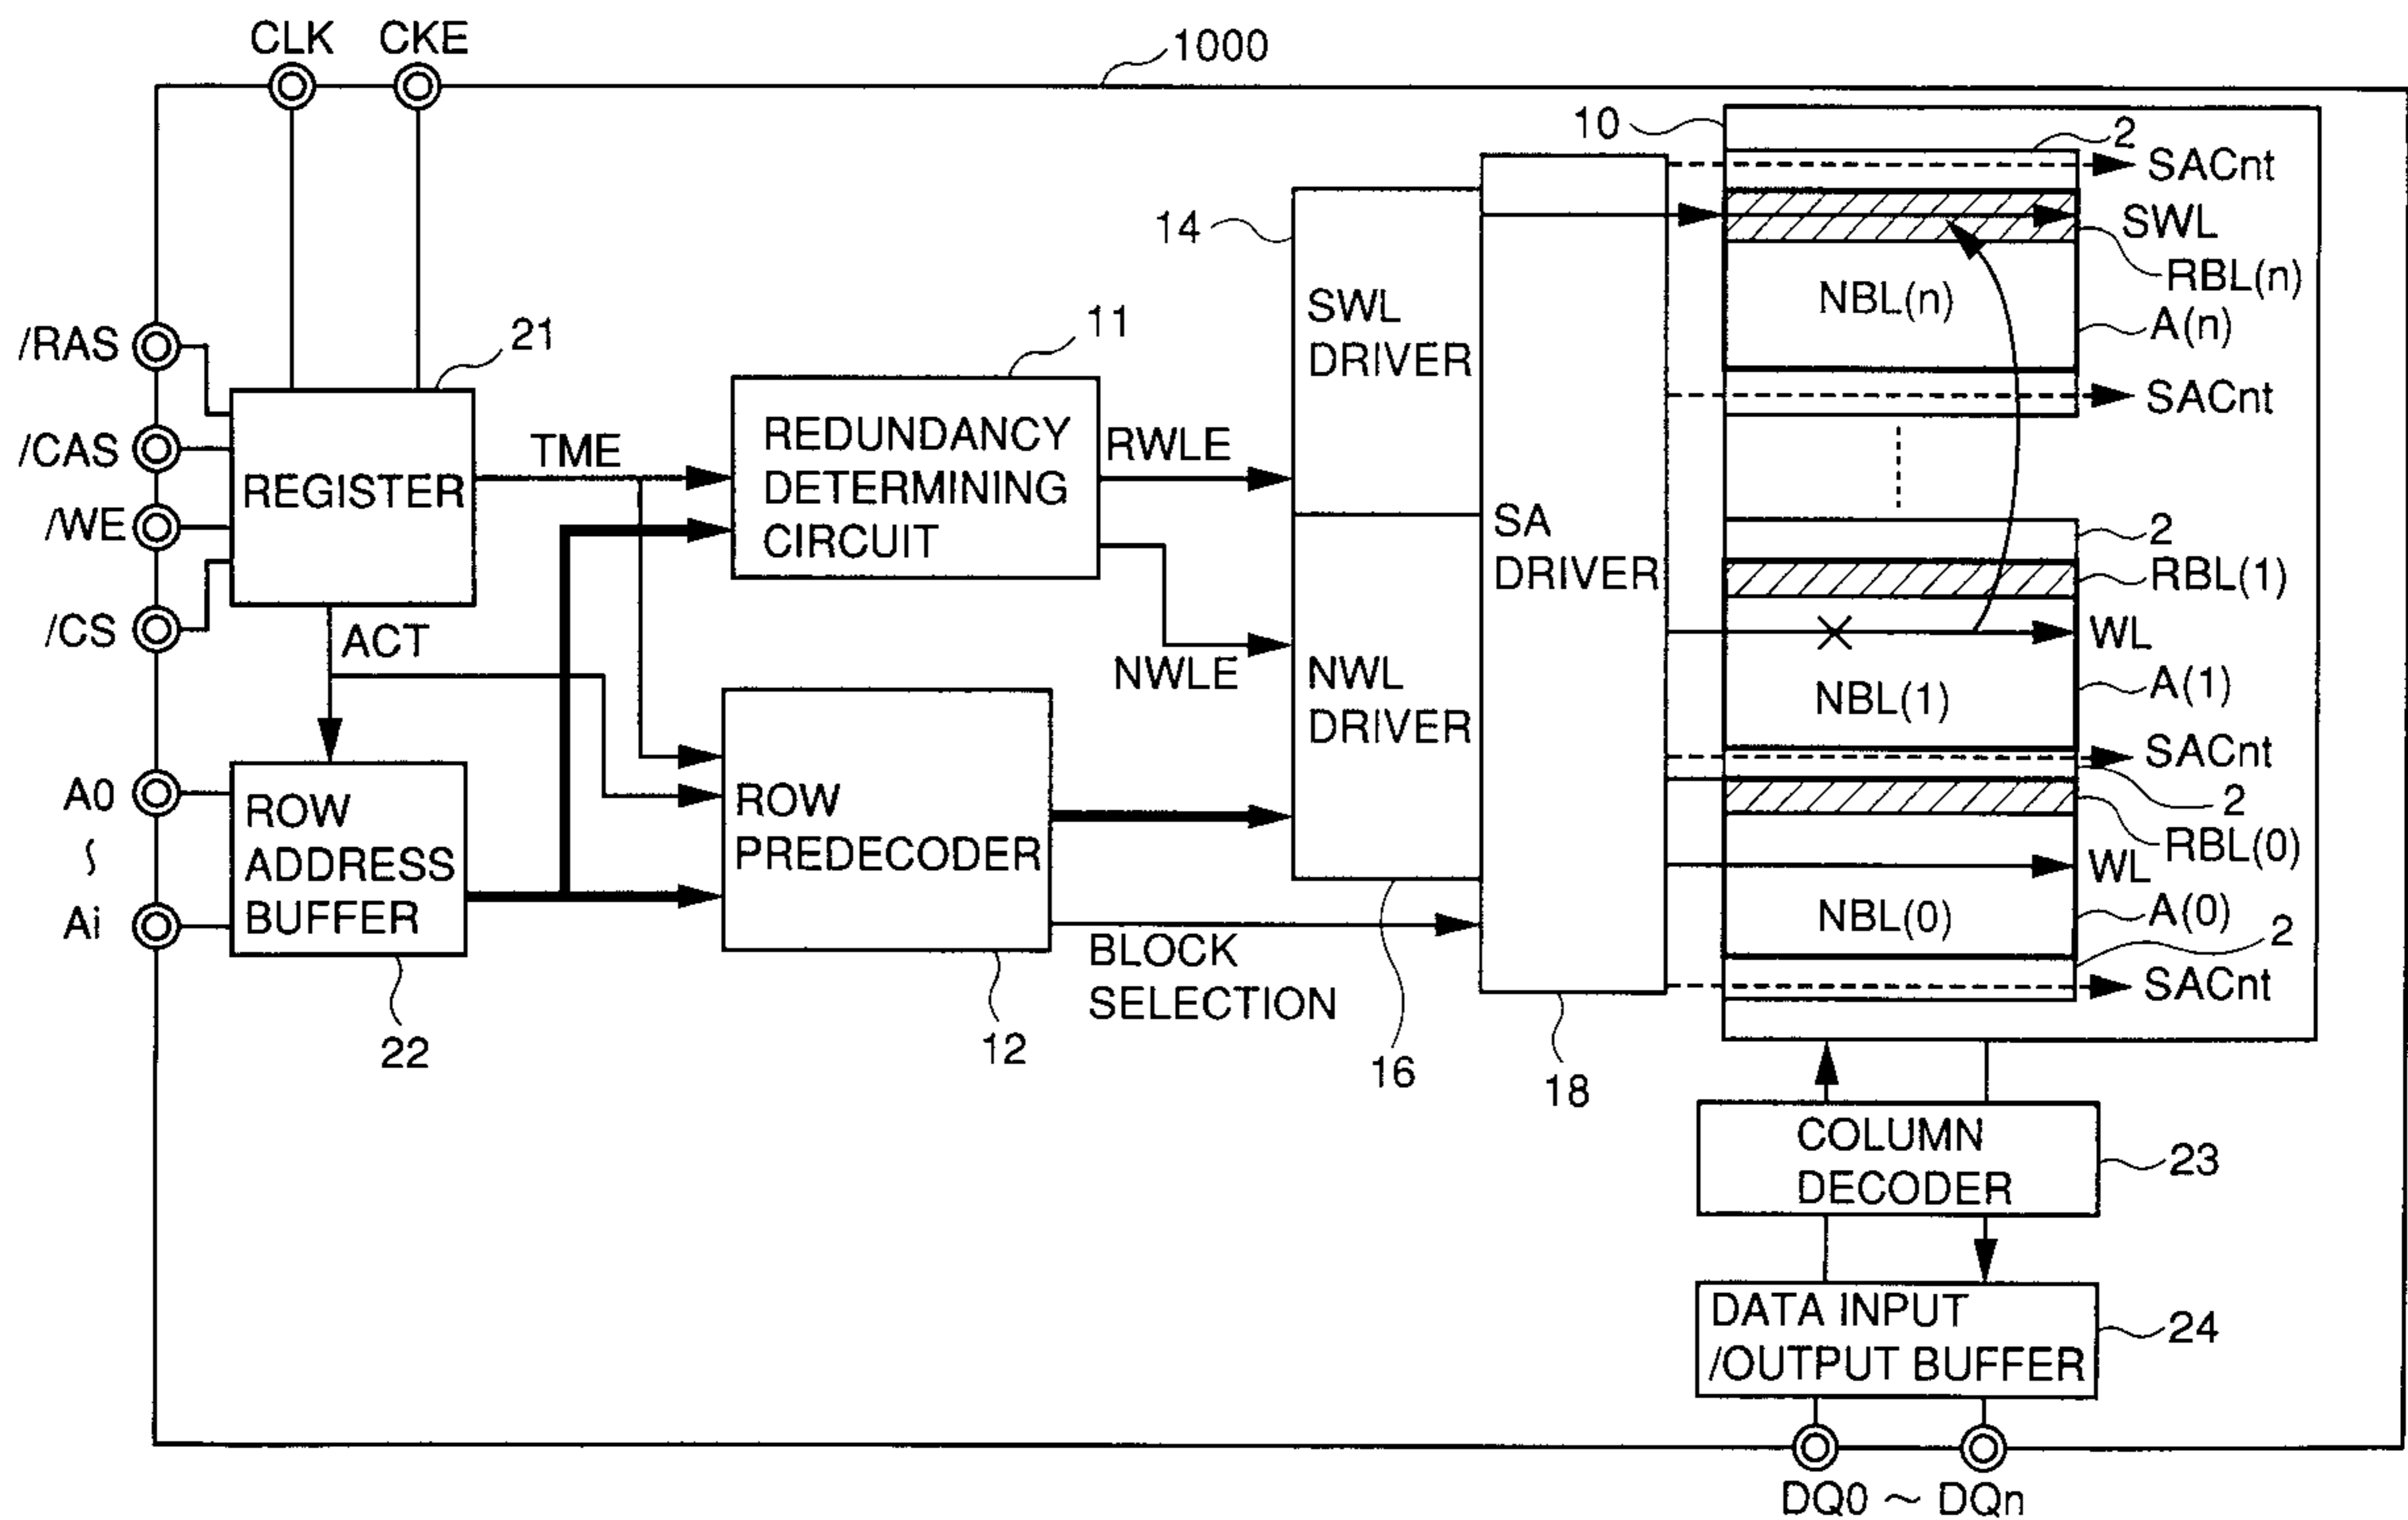 CLK
CKE
1000
10
2
SACnt
14
SWL
RBL(n)
/RAS
21
11
SWL
DRIVER
NBL(n)
A(n)
SACnt
/CAS
REGISTER
TME
REDUNDANCY
DETERMINING
CIRCUIT
RWLE
/WE
SA
DRIVER
2
RBL(1)
/CS
ACT
NWLE
NWL
DRIVER
WL
NBL(1)
A(1)
SACnt
A0
~
Ai
ROW
ADDRESS
BUFFER
ROW
PREDECODER
2
RBL(0)
WL
NBL(0)
A(0)
2
BLOCK
SELECTION
SACnt
22
12
16
18
COLUMN
DECODER
23
DATA INPUT
/OUTPUT BUFFER
24
DQ0 ~ DQn